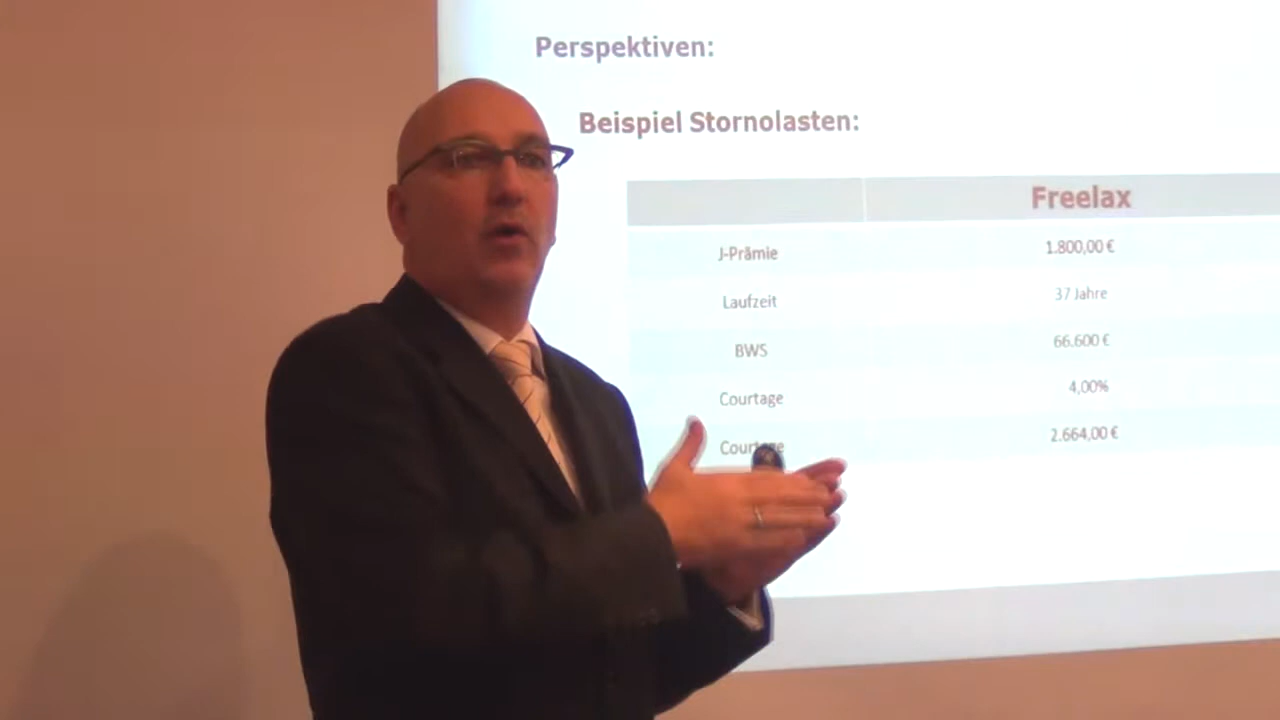 Perspektiven:
Beispiel Stornolasten:
Freelax
J-Prämie 1.800,00 €
Laufzeit 37 Jahre
BWS 66.600 €
Courtage 4,00%
Courtage 2.664,00 €